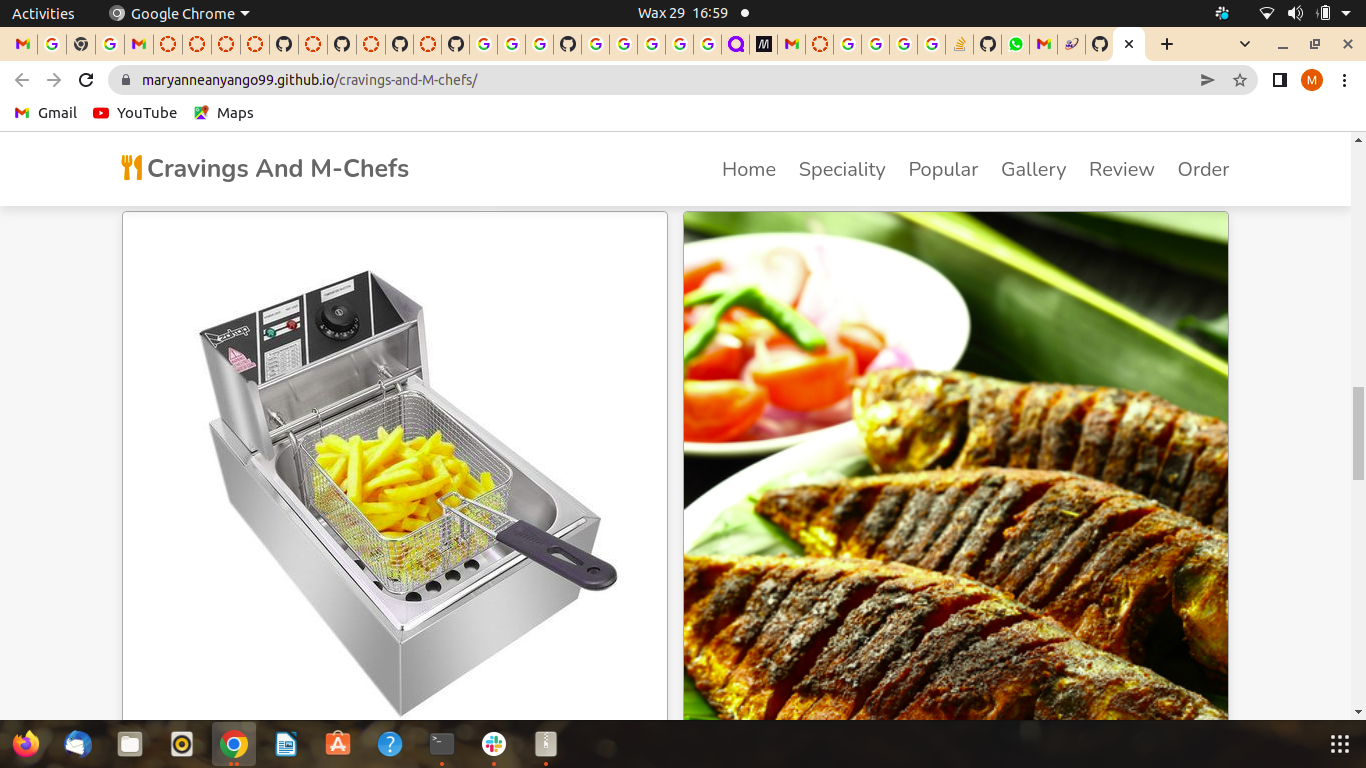 Activities
Google Chrome
Wax 29 16:59
maryanneanyango99.github.io/cravings-and-M-chefs/
M
Gmail
YouTube
Maps
Cravings And M-Chefs
Home
Speciality
Popular
Gallery
Review
Order